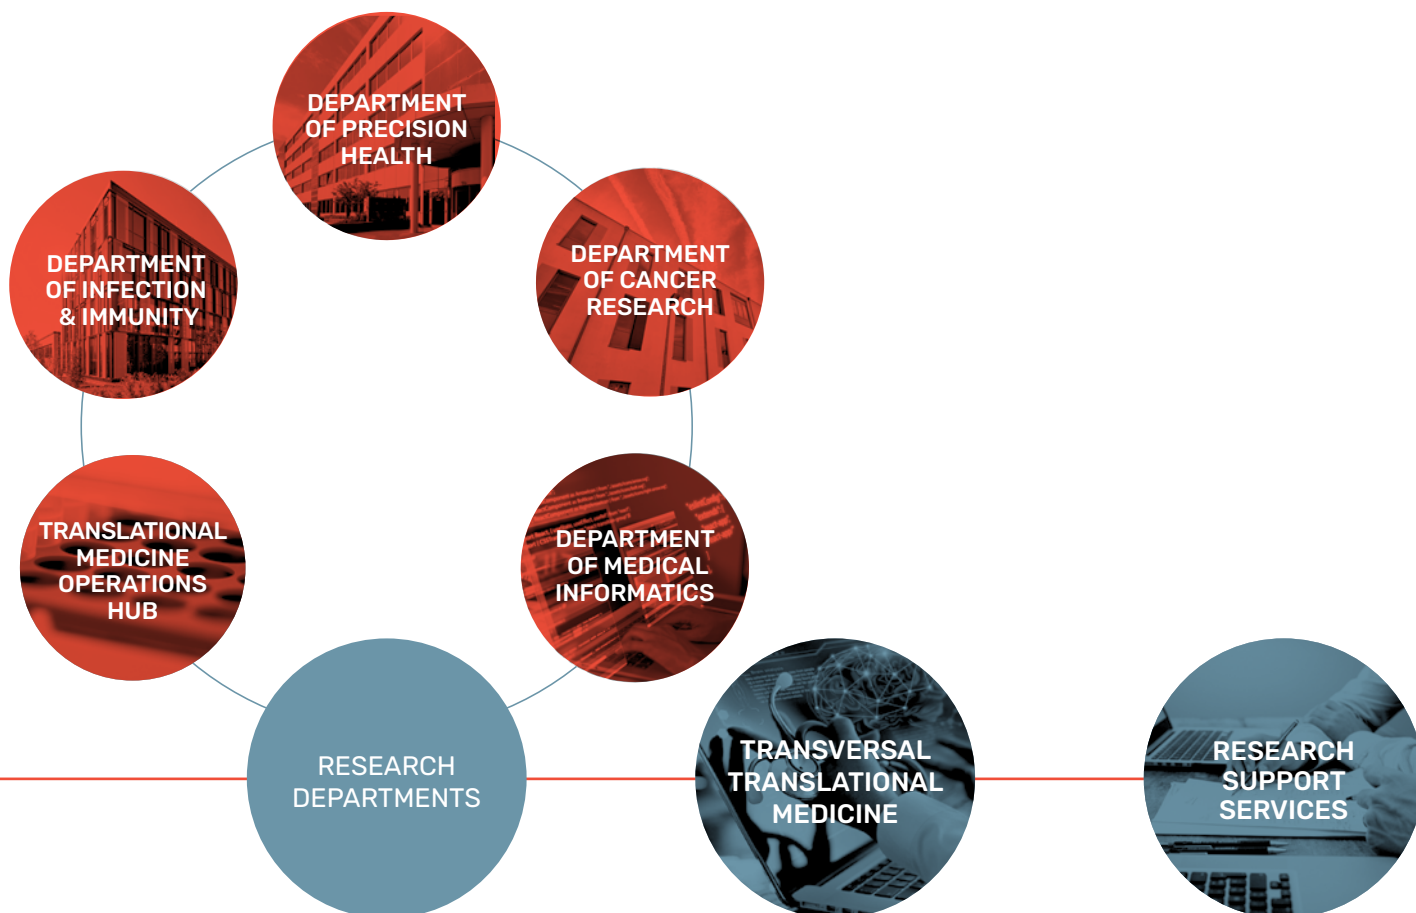 DEPARTMENT
OF PRECISION
HEALTH
DEPARTMENT
OF INFECTION
& IMMUNITY
DEPARTMENT
OF CANCER
RESEARCH
TRANSLATIONAL
MEDICINE
OPERATIONS
HUB
DEPARTMENT
OF MEDICAL
INFORMATICS
RESEARCH
DEPARTMENTS
TRANSVERSAL
TRANSLATIONAL
MEDICINE
RESEARCH
SUPPORT
SERVICES